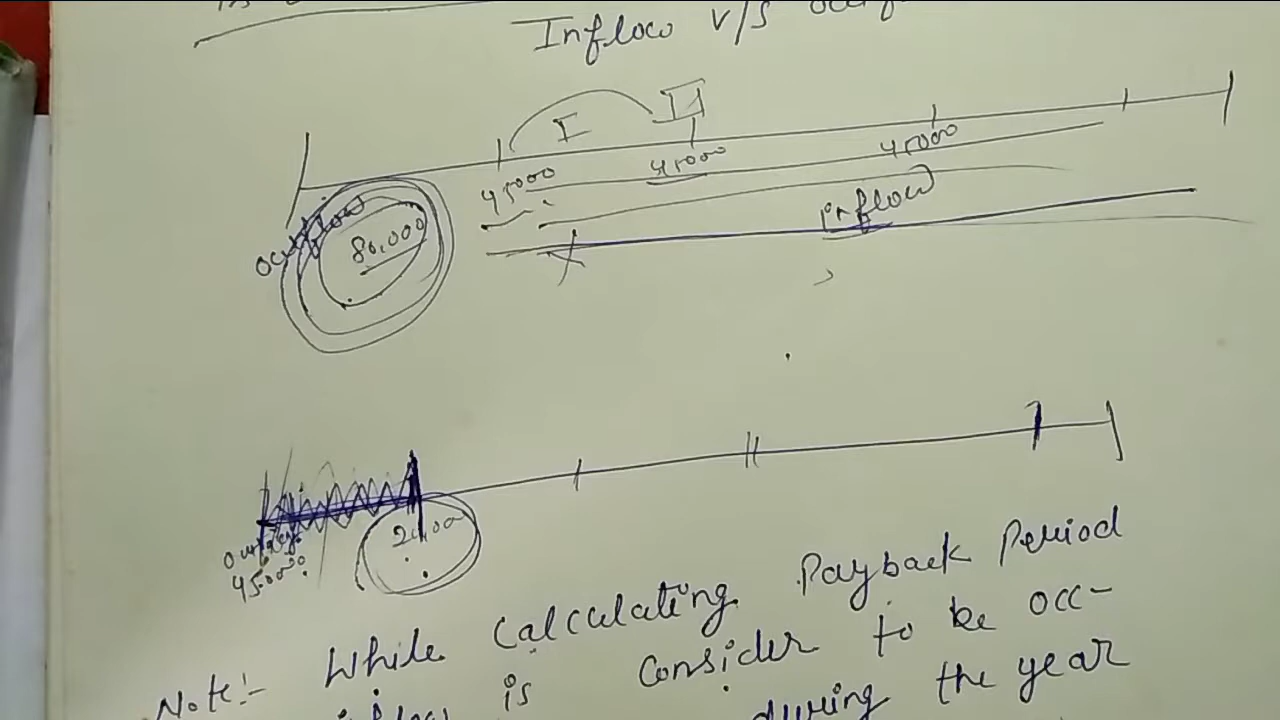 Inflow v/s
I II
45000 45000 45000
outflow
80,000
inflow
outflow
45000
While calculating Payback Period
Note:- is consider to be occ-
during the year